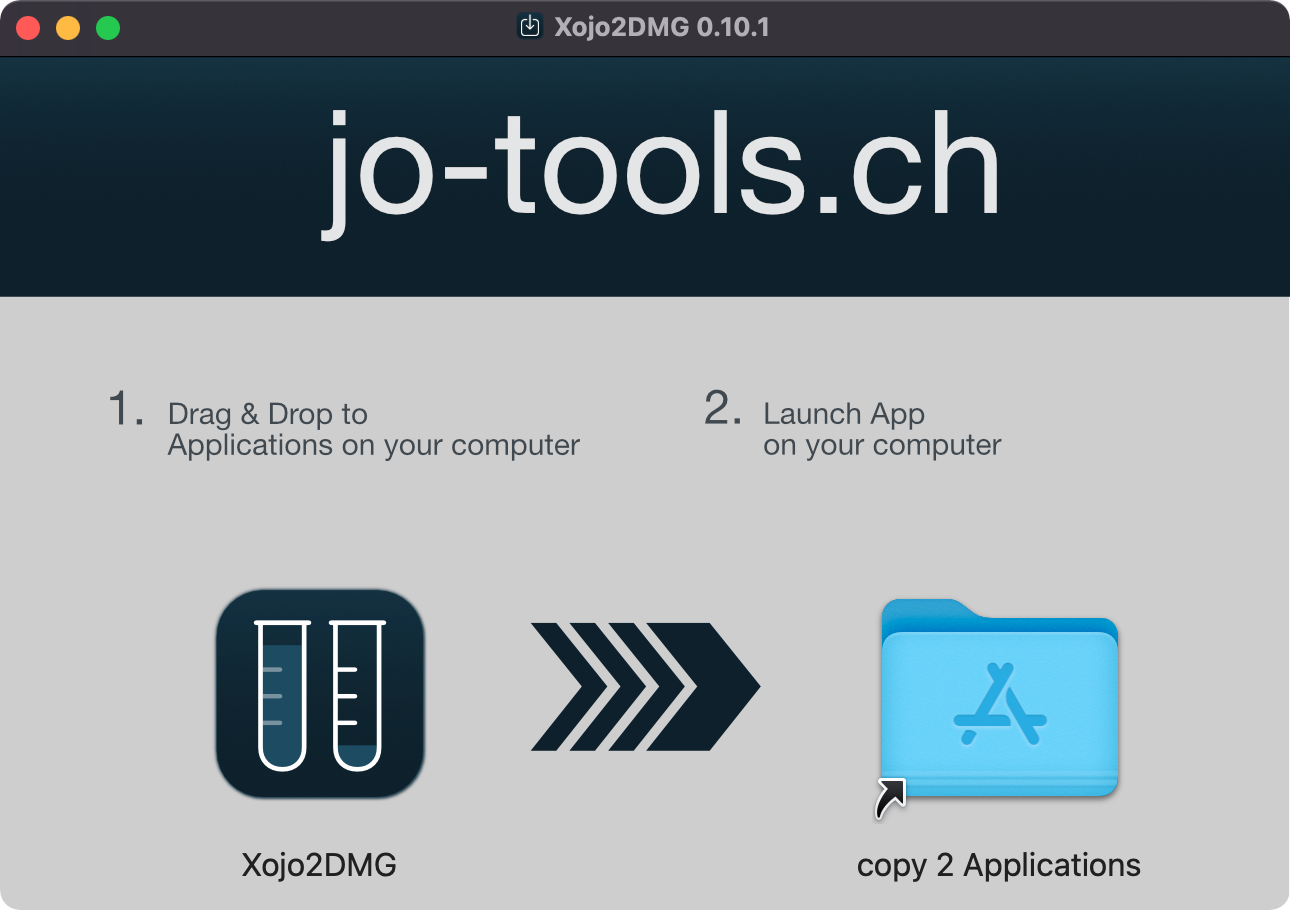 Xojo2DMG 0.10.1
jo-tools.ch
1. Drag & Drop to
Applications on your computer
2. Launch App
on your computer
Xojo2DMG
copy 2 Applications